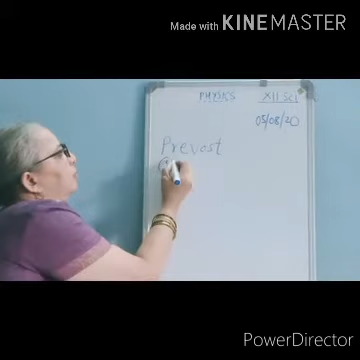 Made with KINEMASTER
PHYSICS XII Sci
05/08/20
Prevost
PowerDirector